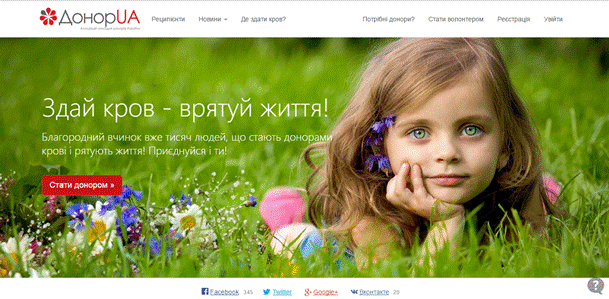 ДонорUA
Реципієнти Новини Де здати кров? Потрібні донори? Стати волонтером Реєстрація Увійти
Здай кров - врятуй життя!
Благородний вчинок вже тисяч людей, що стають донорами
крові і рятують життя! Приєднуйся і ти!
Стати донором »
Facebook 345 Twitter Google+ Вконтакте 20